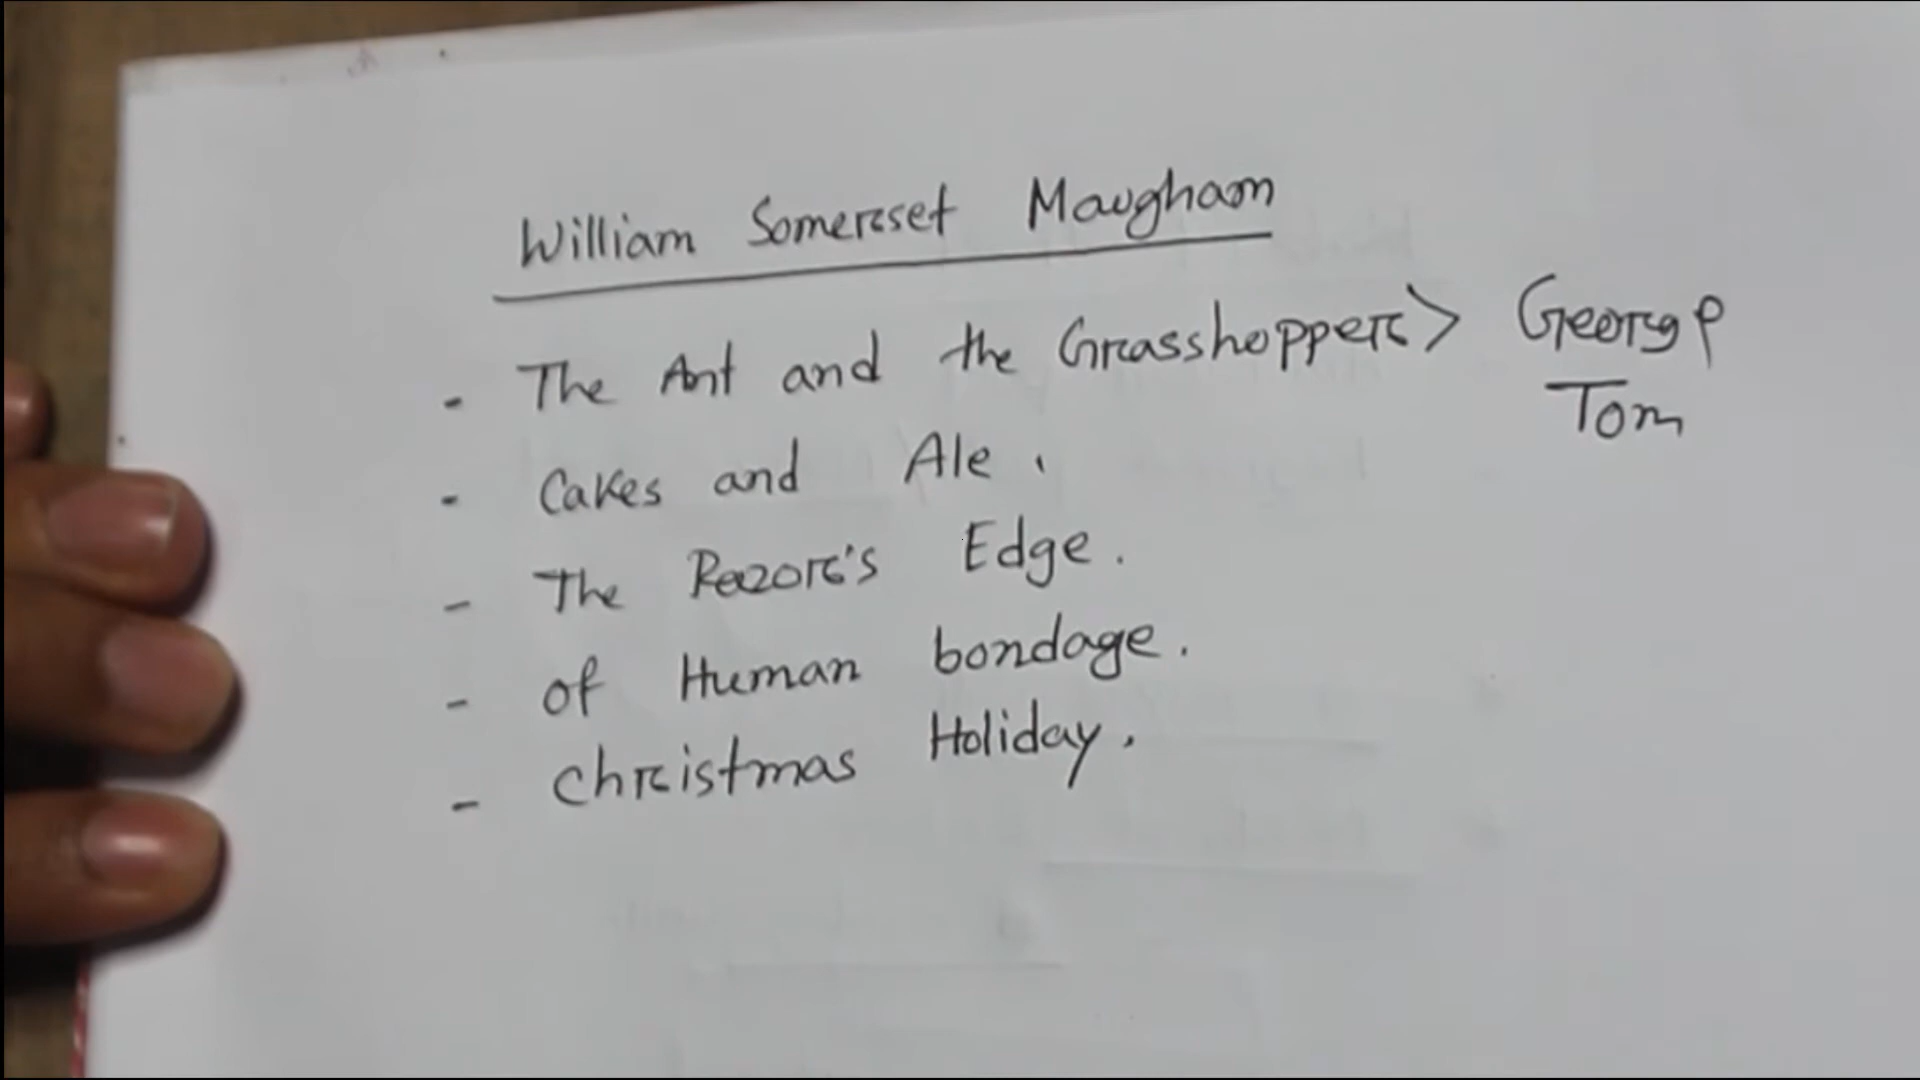 William Somerset Maugham
- The Ant and the Grasshopper > George
Tom
- Cakes and Ale.
- The Razor's Edge.
- of Human bondage.
- christmas Holiday.